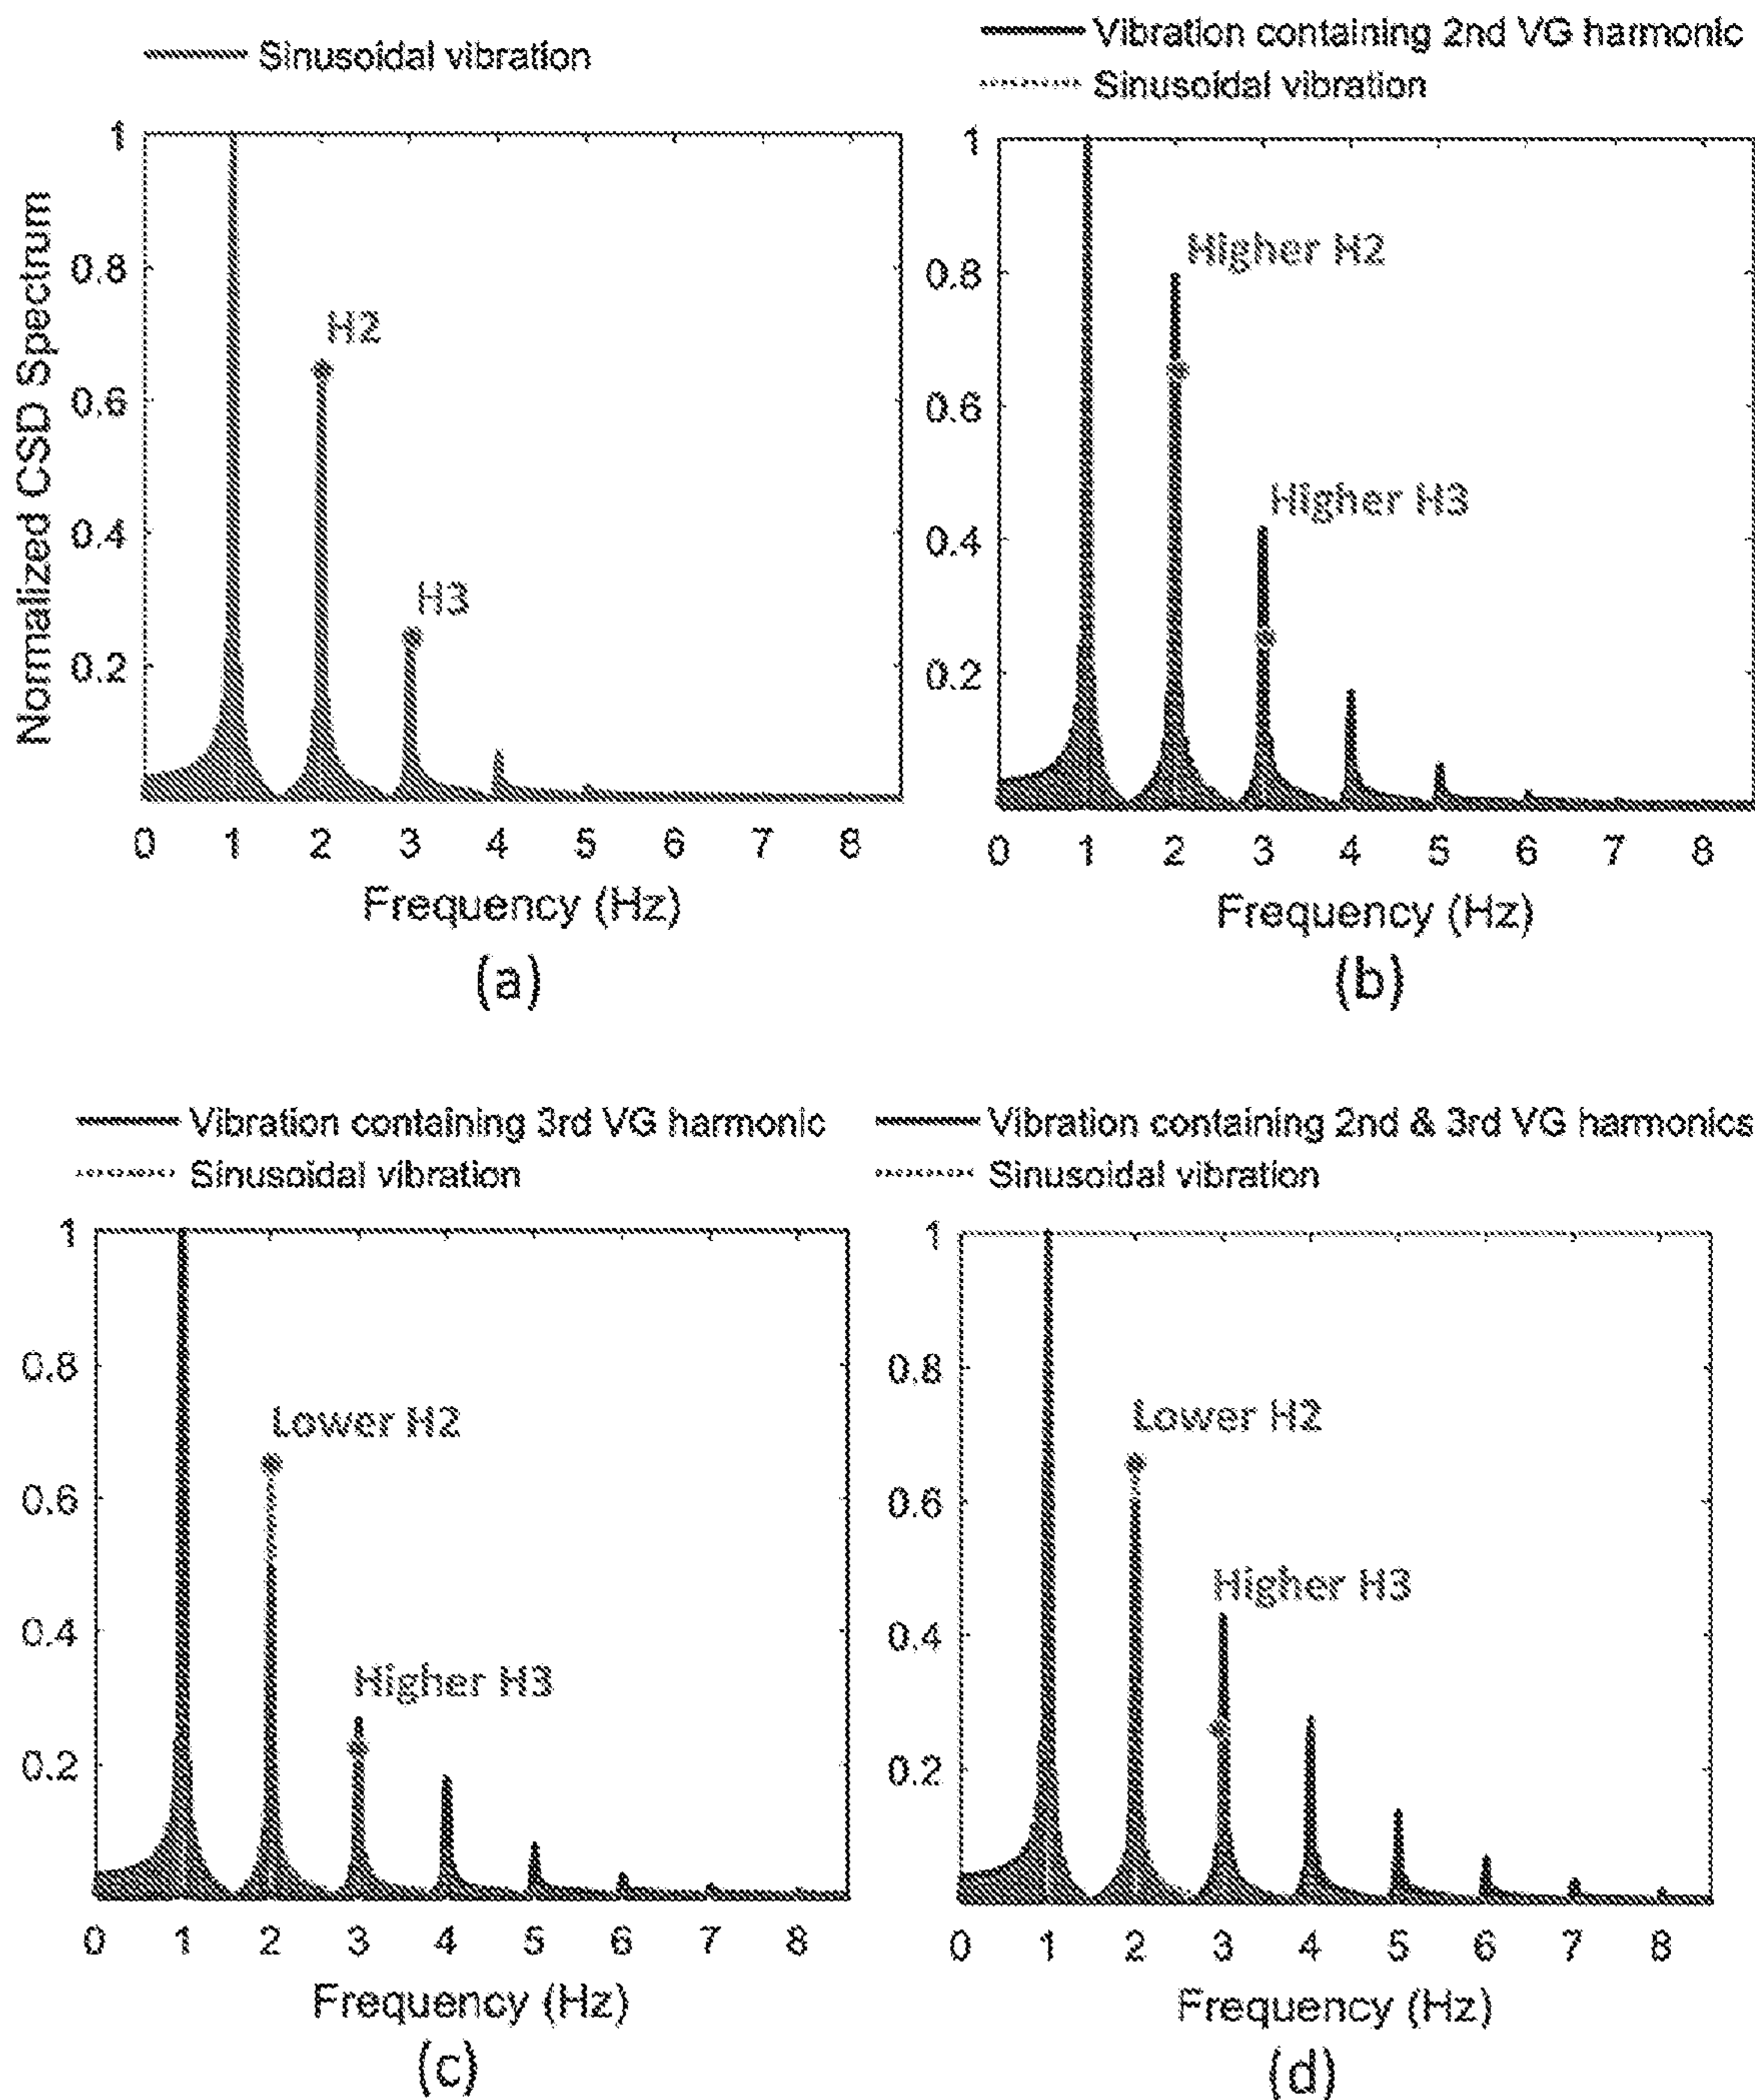 Sinusoidal vibration
Normalized CSD Spectrum
1
0.8
0.6
0.4
0.2
H2
H3
0 1 2 3 4 5 6 7 8
Frequency (Hz)
(a)
Vibration containing 2nd VG harmonic
Sinusoidal vibration
1
0.8
0.6
0.4
0.2
Higher H2
Higher H3
0 1 2 3 4 5 6 7 8
Frequency (Hz)
(b)
Vibration containing 3rd VG harmonic
Sinusoidal vibration
1
0.8
0.6
0.4
0.2
Lower H2
Higher H3
0 1 2 3 4 5 6 7 8
Frequency (Hz)
(c)
Vibration containing 2nd & 3rd VG harmonics
Sinusoidal vibration
1
0.8
0.6
0.4
0.2
Lower H2
Higher H3
0 1 2 3 4 5 6 7 8
Frequency (Hz)
(d)